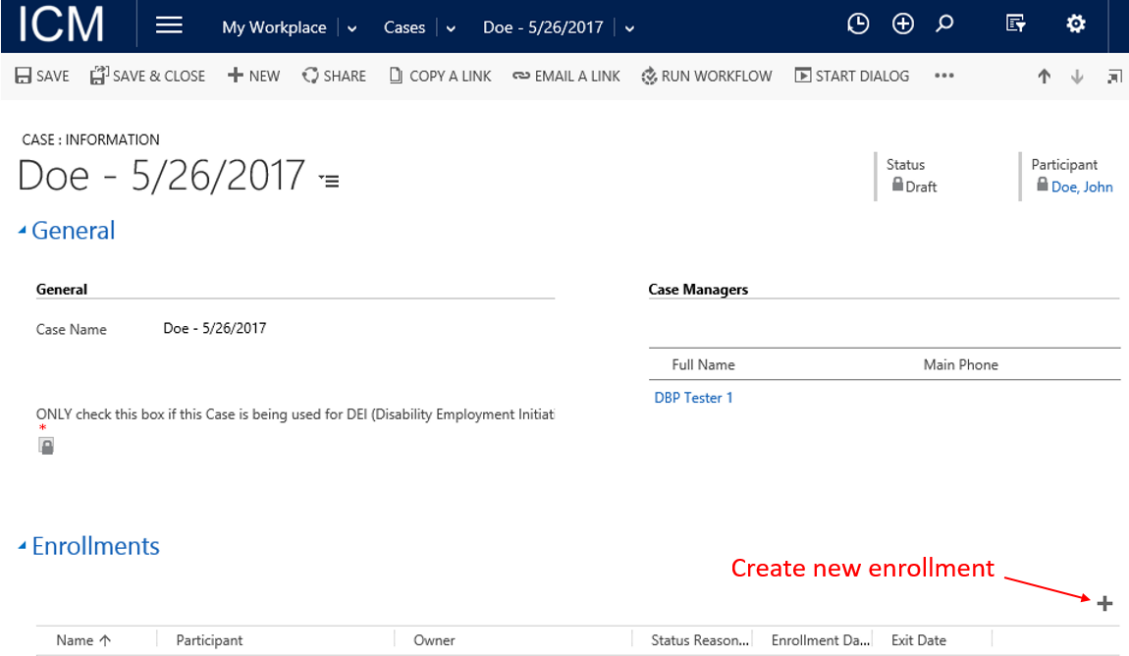 ICM My Workplace Cases Doe - 5/26/2017
SAVE SAVE & CLOSE NEW SHARE COPY A LINK EMAIL A LINK RUN WORKFLOW START DIALOG •••
CASE : INFORMATION
Doe - 5/26/2017
Status Participant
Draft Doe, John
General
General Case Managers
Case Name Doe - 5/26/2017
Full Name Main Phone
DBP Tester 1
ONLY check this box if this Case is being used for DEI (Disability Employment Initiat
*
Enrollments
Create new enrollment
Name Participant Owner Status Reason... Enrollment Da... Exit Date